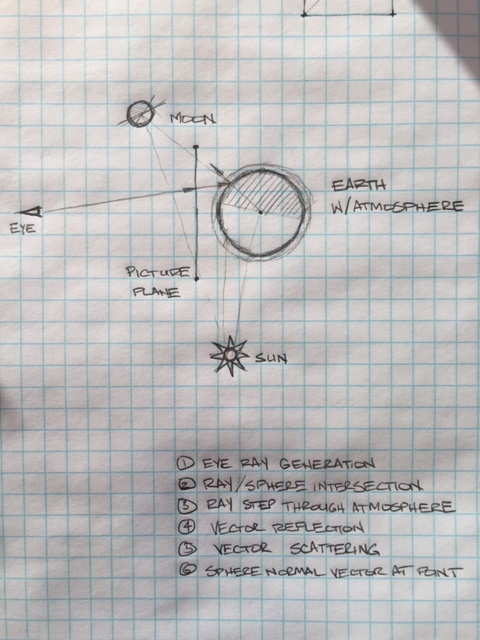 MOON
EARTH
W/ATMOSPHERE
EYE
PICTURE
PLANE
SUN
① EYE RAY GENERATION
② RAY/SPHERE INTERSECTION
③ RAY STEP THROUGH ATMOSPHERE
④ VECTOR REFLECTION
⑤ VECTOR SCATTERING
⑥ SPHERE NORMAL VECTOR AT POINT